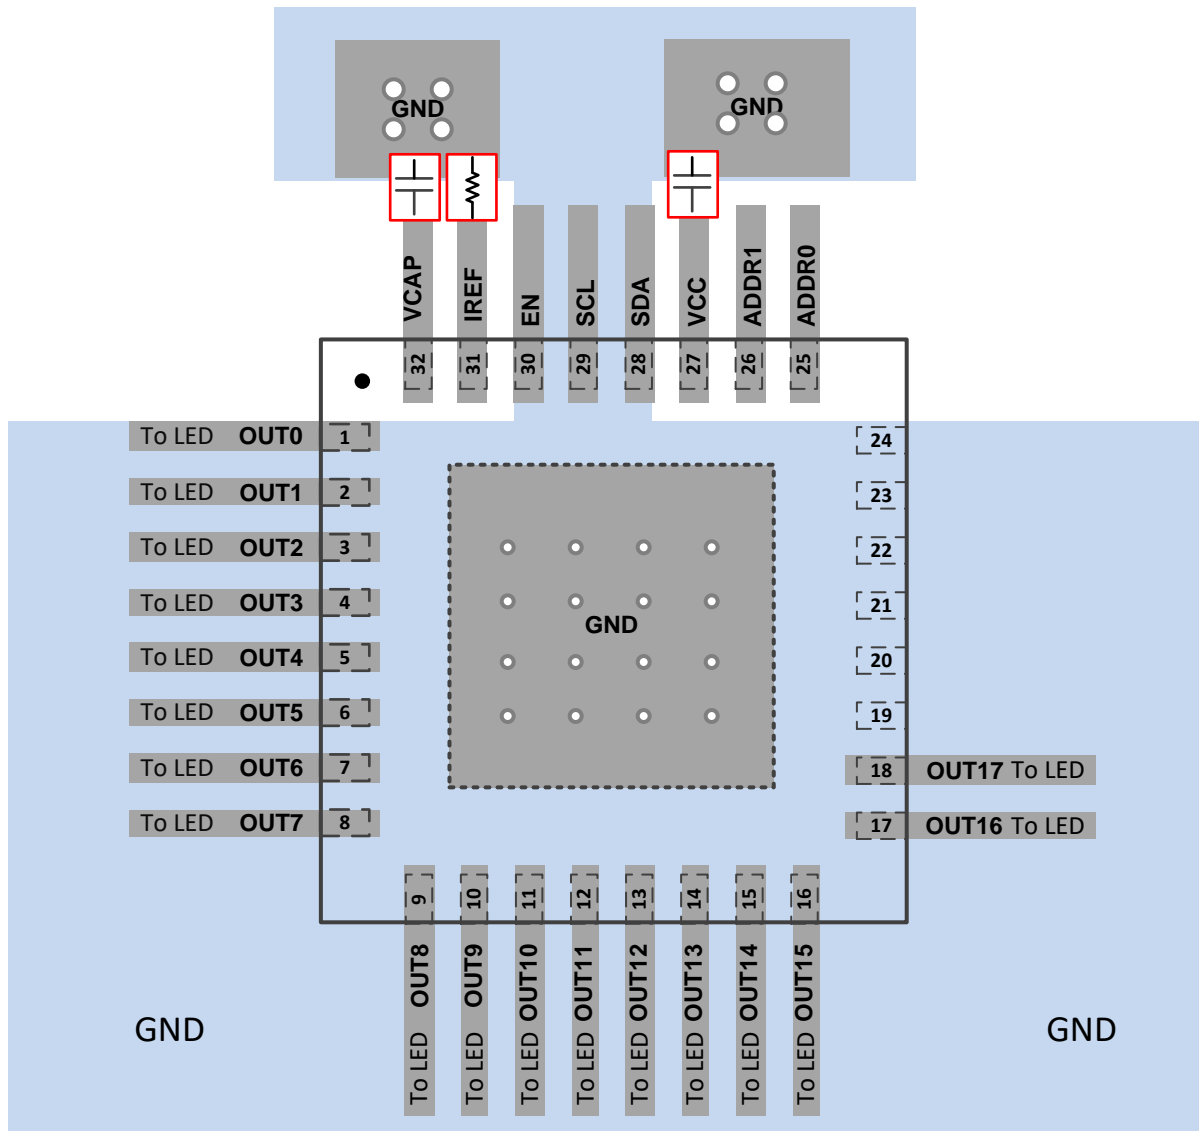 GND
GND
VCAP
IREF
EN
SCL
SDA
VCC
ADDR1
ADDR0
32
31
30
29
28
27
26
25
To LED OUT0 1
24
To LED OUT1 2
23
To LED OUT2 3
22
To LED OUT3 4
21
GND
To LED OUT4 5
20
To LED OUT5 6
19
To LED OUT6 7
18 OUT17 To LED
To LED OUT7 8
17 OUT16 To LED
9
10
11
12
13
14
15
16
To LED OUT8
To LED OUT9
To LED OUT10
To LED OUT11
To LED OUT12
To LED OUT13
To LED OUT14
To LED OUT15
GND
GND